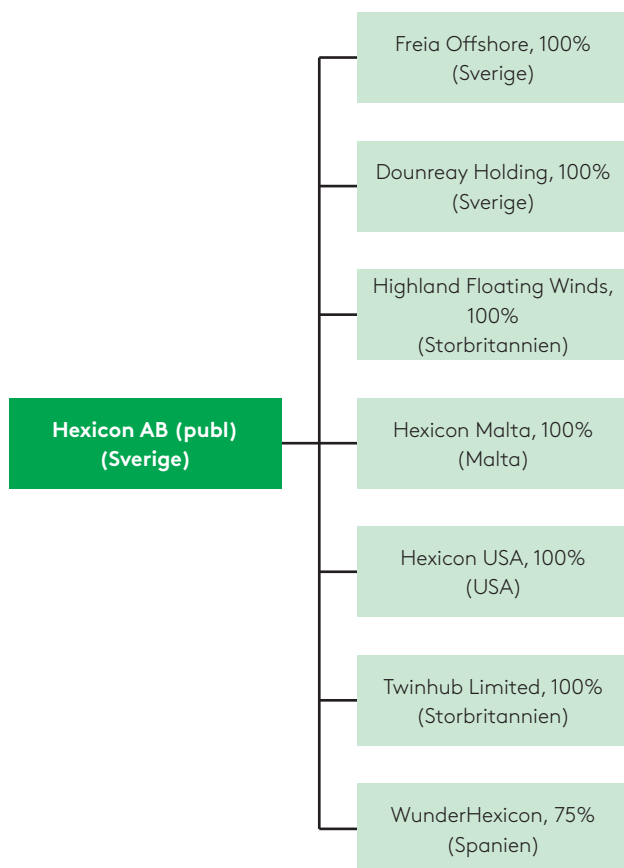 Freia Offshore, 100%
(Sverige)
Dounreay Holding, 100%
(Sverige)
Highland Floating Winds,
100%
(Storbritannien)
Hexicon AB (publ)
(Sverige)
Hexicon Malta, 100%
(Malta)
Hexicon USA, 100%
(USA)
Twinhub Limited, 100%
(Storbritannien)
WunderHexicon, 75%
(Spanien)